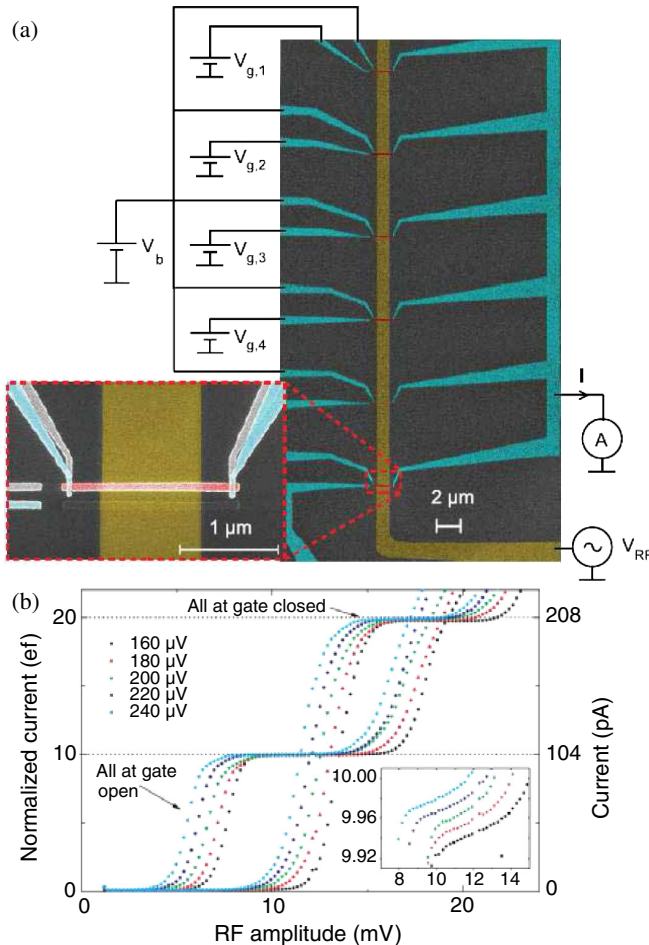 (a)
V g,1
V g,2
V b
V g,3
V g,4
I
A
2 µm
1 µm
V RF
(b)
All at gate closed
20
208
160 µV
180 µV
200 µV
220 µV
240 µV
Normalized current (ef)
Current (pA)
10
104
All at gate
open
10.00
9.96
9.92
8 10 12 14
0
0
0 10 20
RF amplitude (mV)